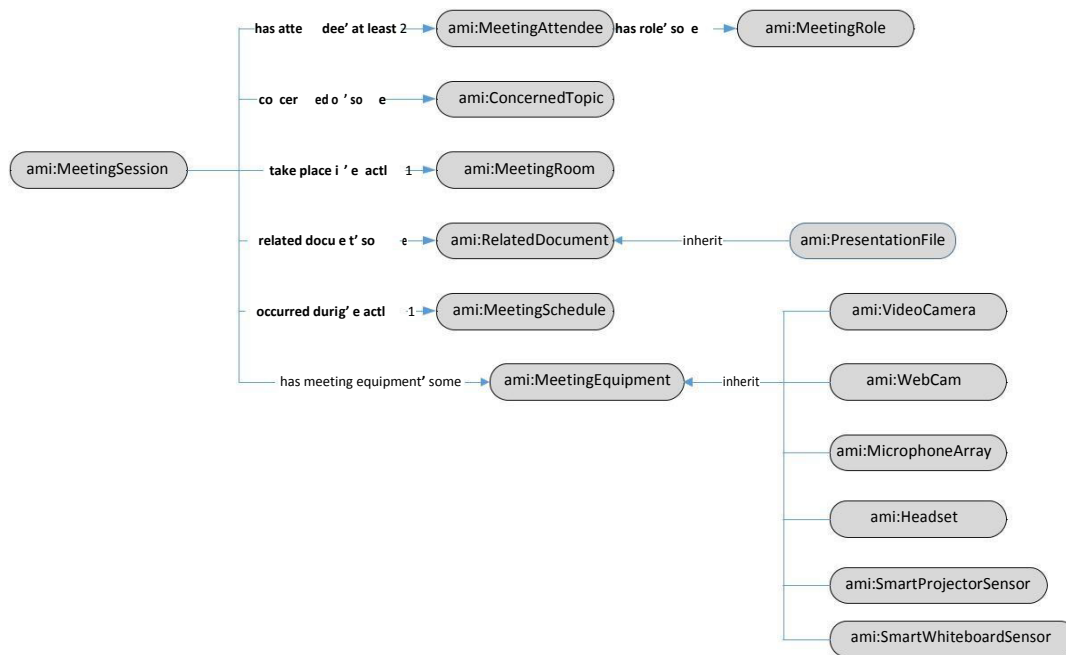 has atte dee’ at least 2 ami:MeetingAttendee has role’ so e ami:MeetingRole
co cer ed o ’ so e ami:ConcernedTopic
ami:MeetingSession take place i ’ e actl 1 ami:MeetingRoom
related docu e t’ so e ami:RelatedDocument inherit ami:PresentationFile
occurred durig’ e actl 1 ami:MeetingSchedule ami:VideoCamera
has meeting equipment’ some ami:MeetingEquipment inherit ami:WebCam
ami:MicrophoneArray
ami:Headset
ami:SmartProjectorSensor
ami:SmartWhiteboardSensor